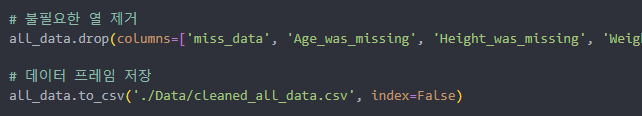 # 불필요한 열 제거
all_data.drop(columns=['miss_data', 'Age_was_missing', 'Height_was_missing', 'Weig
# 데이터 프레임 저장
all_data.to_csv('./Data/cleaned_all_data.csv', index=False)